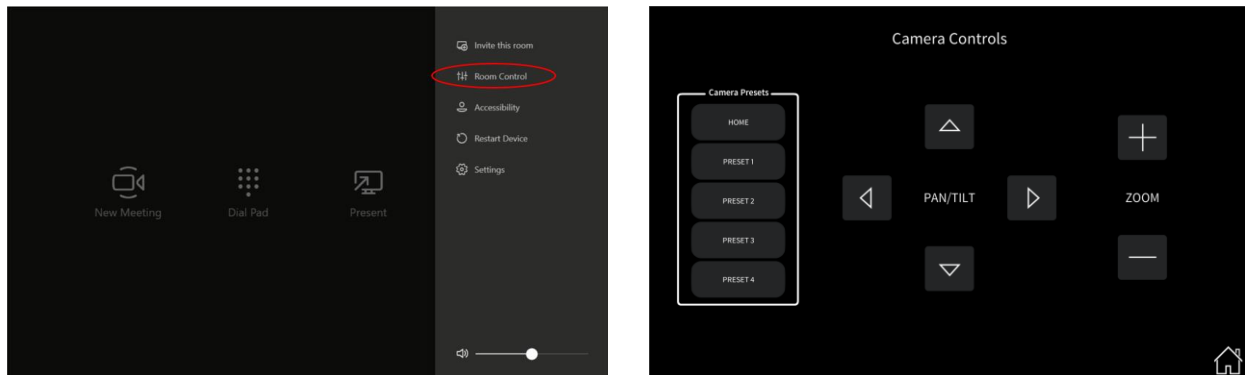 Invite this room
Room Control
Accessibility
Restart Device
Settings
New Meeting
Dial Pad
Present
Camera Controls
Camera Presets
HOME
PRESET 1
PRESET 2
PRESET 3
PRESET 4
PAN/TILT
ZOOM